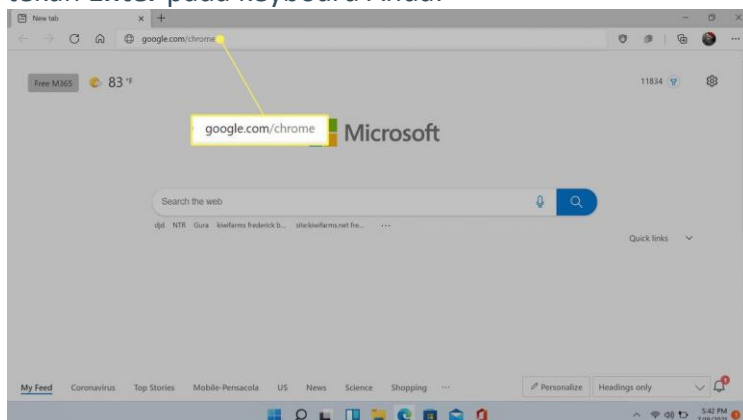 tekan Enter pada keyboard Anda.
New tab
google.com/chrome
Free M365
83 °F
11834
google.com/chrome
Microsoft
Search the web
djd NTR Gura kiwifarms frederick b... site:kiwifarms.net fre... ...
Quick links
My Feed Coronavirus Top Stories Mobile-Pensacola US News Science Shopping ... Personalize Headings only
1
5:42 PM